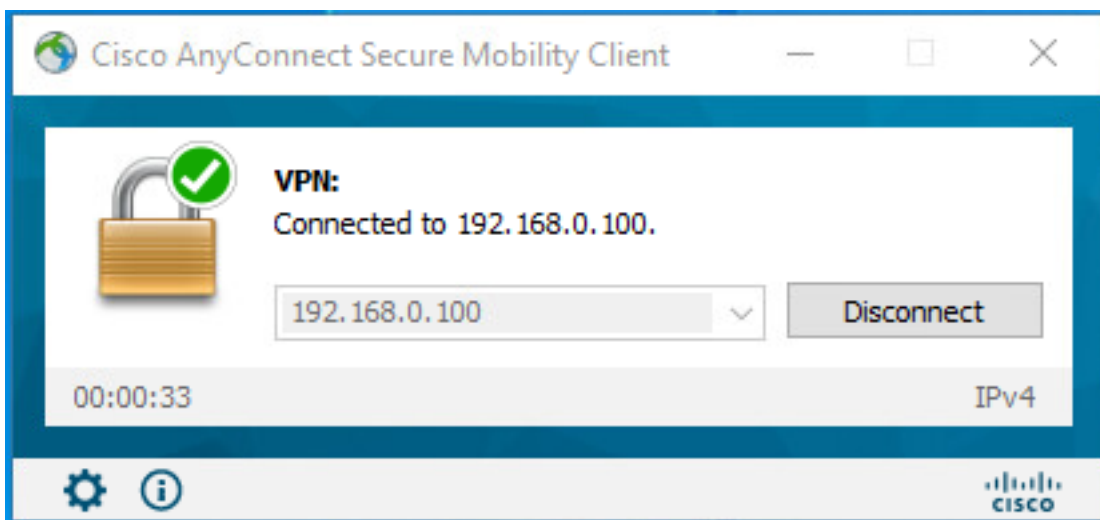 Cisco AnyConnect Secure Mobility Client
VPN:
Connected to 192.168.0.100.
192.168.0.100
Disconnect
00:00:33
IPv4
CISCO